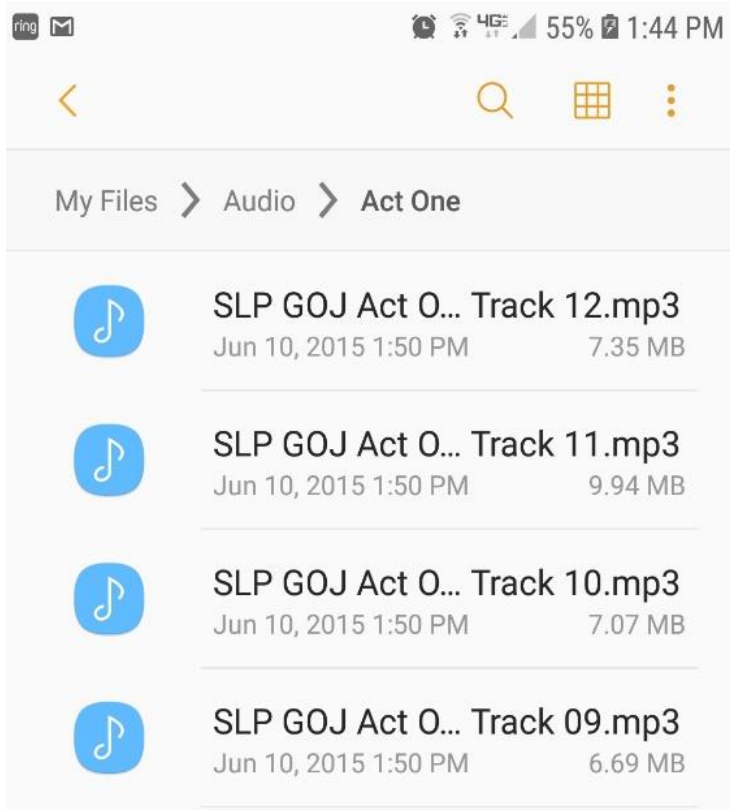 ring 4G 55% 1:44 PM
My Files Audio Act One
SLP GOJ Act O... Track 12.mp3
Jun 10, 2015 1:50 PM 7.35 MB
SLP GOJ Act O... Track 11.mp3
Jun 10, 2015 1:50 PM 9.94 MB
SLP GOJ Act O... Track 10.mp3
Jun 10, 2015 1:50 PM 7.07 MB
SLP GOJ Act O... Track 09.mp3
Jun 10, 2015 1:50 PM 6.69 MB